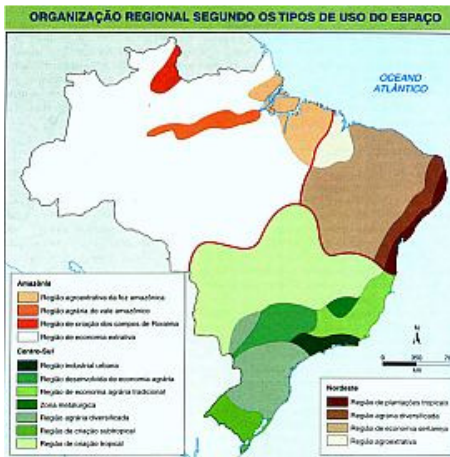 ORGANIZAÇÃO REGIONAL SEGUNDO OS TIPOS DE USO DO ESPAÇO
OCEANO
ATLÂNTICO
Amazônia
Região agroextrativa da foz amazônica
Região agrária do vale amazônico
Região de criação dos campos de Roraima
Região de economia extrativa
Centro-Sul
Região industrial urbana
Região desenvolvida de economia agrária
Região de economia agrária tradicional
Zona metalúrgica
Região agrária diversificada
Região de criação subtropical
Região de criação tropical
N
0
km
Nordeste
Região de plantações tropicais
Região agrária diversificada
Região de economia sertaneja
Região agroextrativa